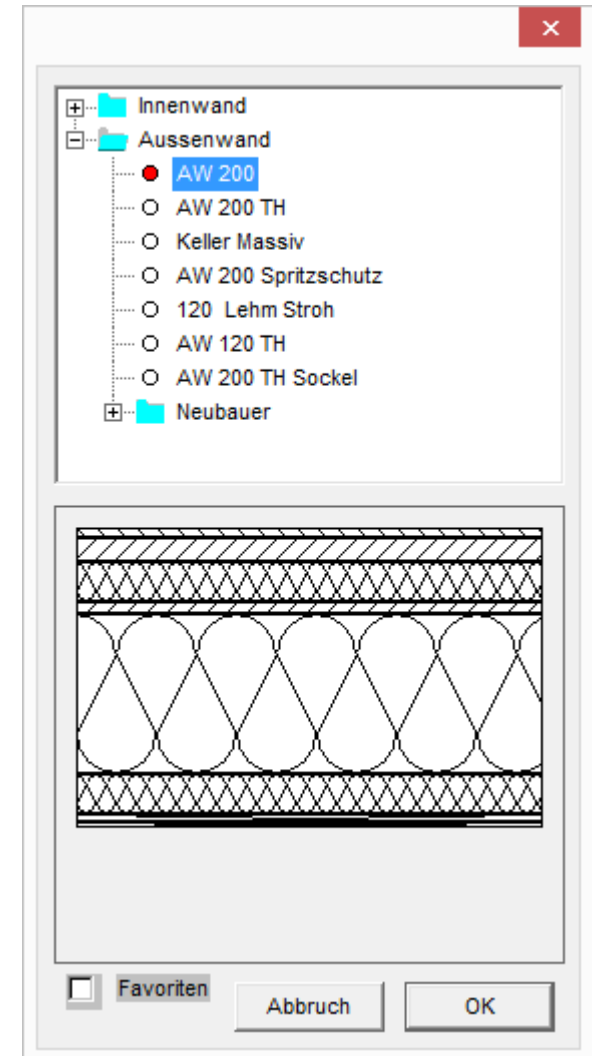 Innenwand
Aussenwand
AW 200
AW 200 TH
Keller Massiv
AW 200 Spritzschutz
120  Lehm Stroh
AW 120 TH
AW 200 TH Sockel
Neubauer
Favoriten
Abbruch
OK